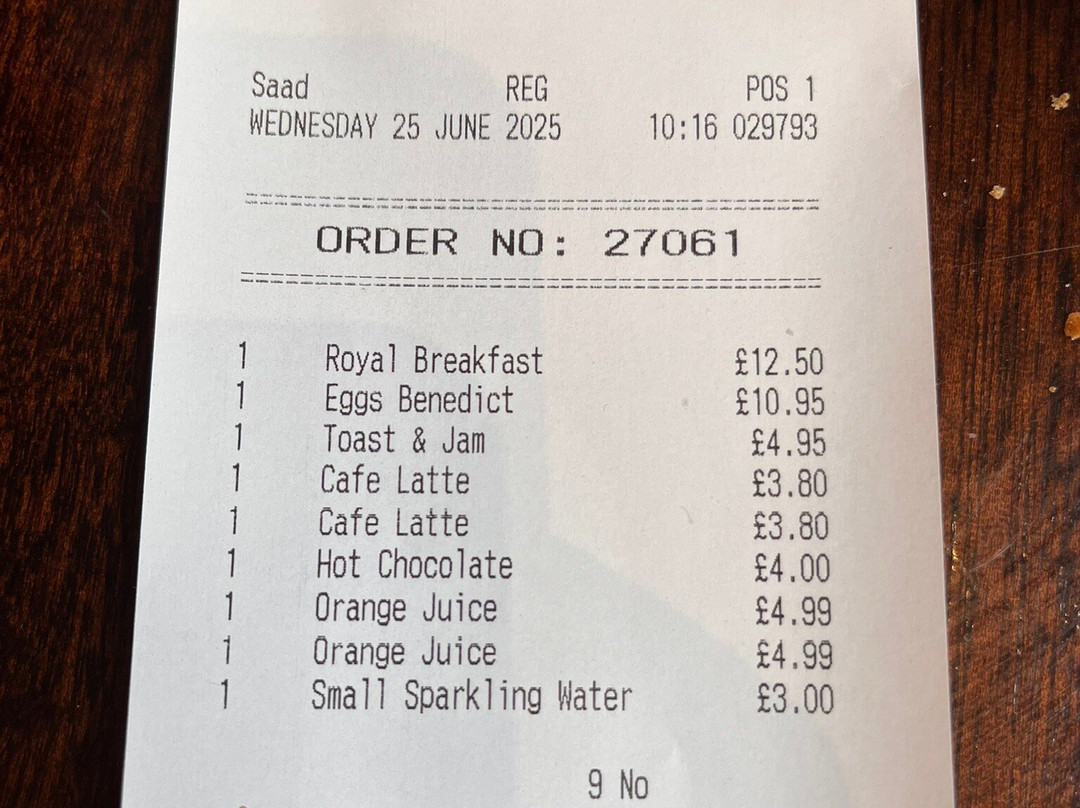 Saad REG POS 1
WEDNESDAY 25 JUNE 2025 10:16 029793
ORDER NO: 27061
1 Royal Breakfast £12.50
1 Eggs Benedict £10.95
1 Toast & Jam £4.95
1 Cafe Latte £3.80
1 Cafe Latte £3.80
1 Hot Chocolate £4.00
1 Orange Juice £4.99
1 Orange Juice £4.99
1 Small Sparkling Water £3.00
9 No